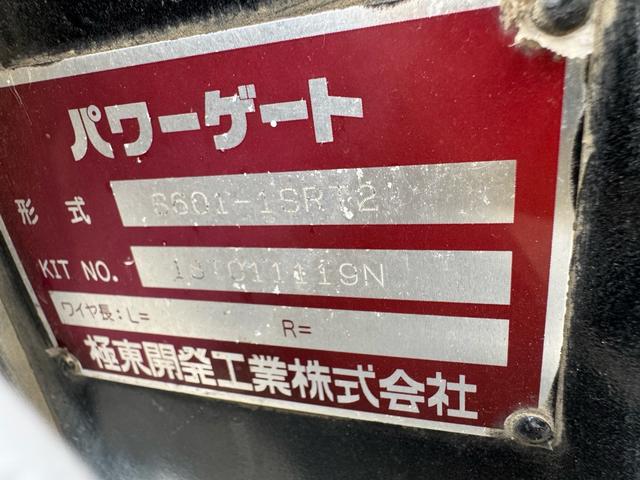 パワーゲート
形式 S601-1SRT2
KIT NO.
ワイヤ長:L= R=
極東開発工業株式会社